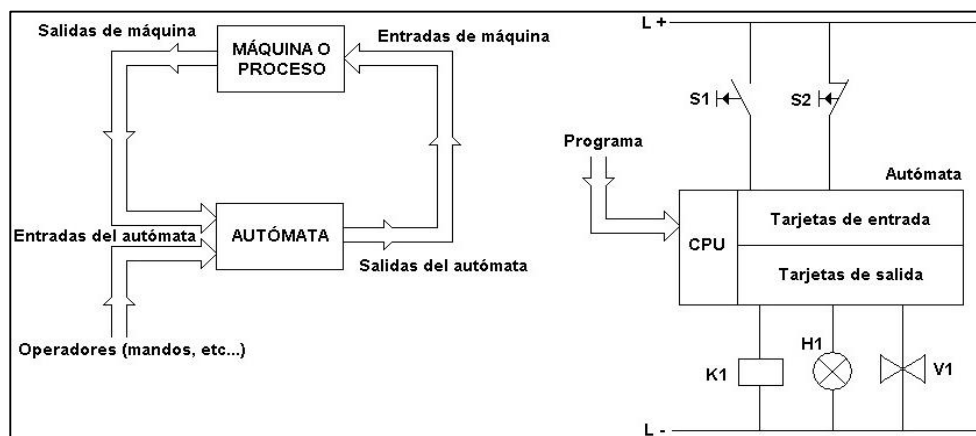 Salidas de máquina
MÁQUINA O
PROCESO
Entradas de máquina
Entradas del autómata
AUTÓMATA
Salidas del autómata
Operadores (mandos, etc...)
L +
S1
S2
Programa
Autómata
CPU
Tarjetas de entrada
Tarjetas de salida
K1
H1
V1
L -